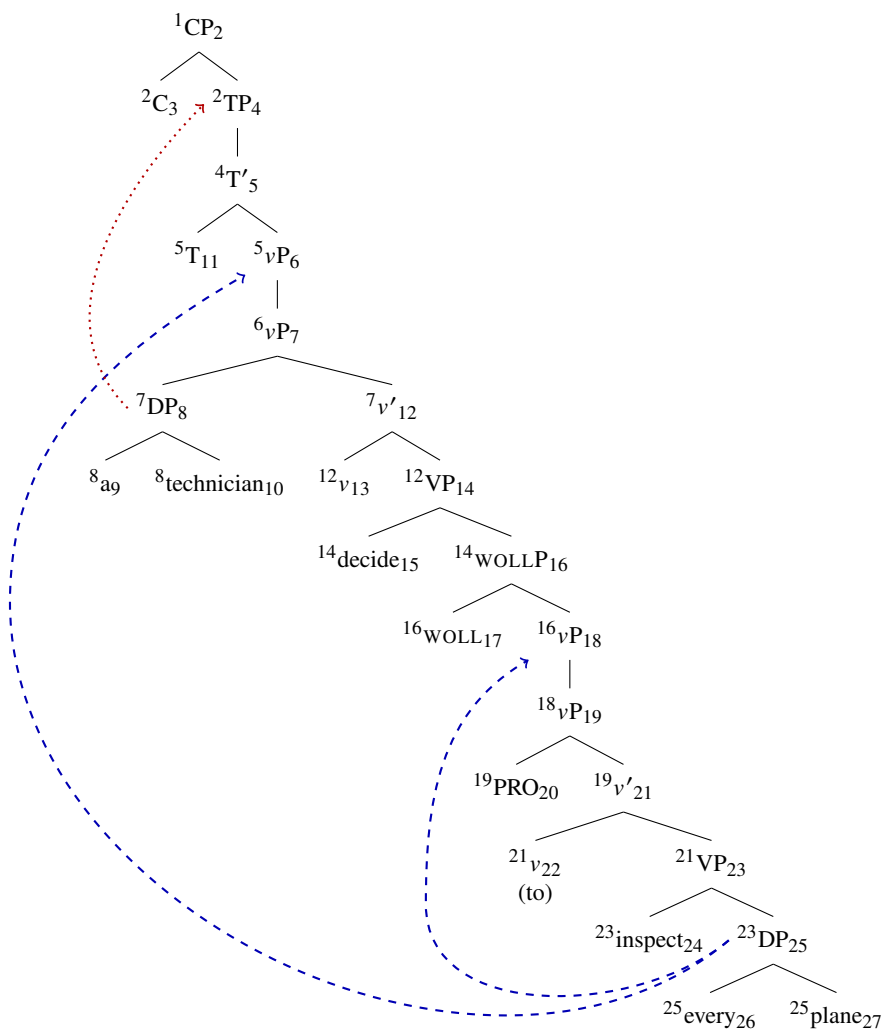 ¹CP₂
²C₃ ²TP₄
⁴T′₅
⁵T₁₁ ⁵vP₆
⁶vP₇
⁷DP₈ ⁷v′₁₂
⁸a₉ ⁸technician₁₀ ¹²v₁₃ ¹²VP₁₄
¹⁴decide₁₅ ¹⁴WOLLP₁₆
¹⁶WOLL₁₇ ¹⁶vP₁₈
¹⁸vP₁₉
¹⁹PRO₂₀ ¹⁹v′₂₁
²¹v₂₂ ²¹VP₂₃
(to)
²³inspect₂₄ ²³DP₂₅
²⁵every₂₆ ²⁵plane₂₇